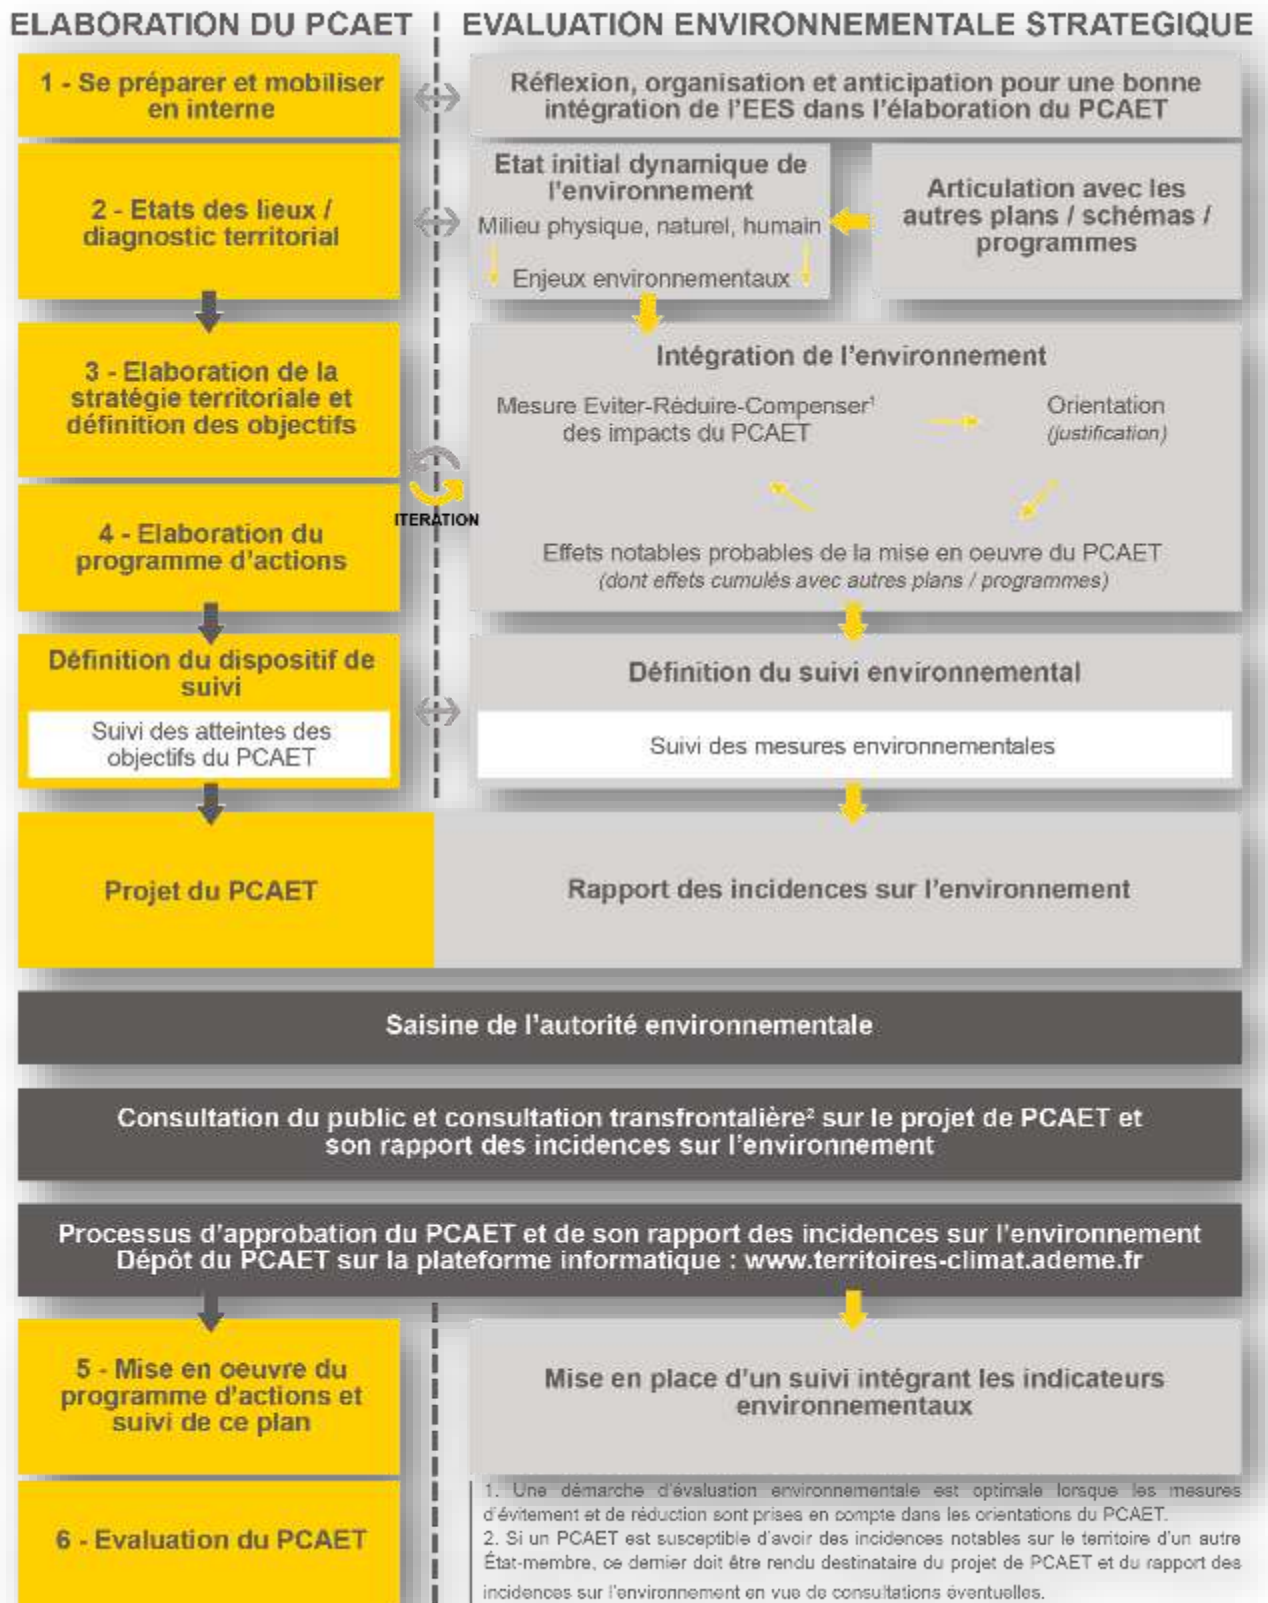 ELABORATION DU PCAET
EVALUATION ENVIRONNEMENTALE STRATEGIQUE
1 - Se préparer et mobiliser
en interne
Réflexion, organisation et anticipation pour une bonne
intégration de l'EES dans l'élaboration du PCAET
2 - Etats des lieux /
diagnostic territorial
Etat initial dynamique de
l'environnement
Milieu physique, naturel, humain
Enjeux environnementaux
Articulation avec les
autres plans / schémas /
programmes
3 - Elaboration de la
stratégie territoriale et
définition des objectifs
Intégration de l'environnement
Mesure Eviter-Réduire-Compenser¹
des impacts du PCAET
Orientation
(justification)
ITERATION
4 - Elaboration du
programme d'actions
Effets notables probables de la mise en oeuvre du PCAET
(dont effets cumulés avec autres plans / programmes)
Définition du dispositif de
suivi
Suivi des atteintes des
objectifs du PCAET
Définition du suivi environnemental
Suivi des mesures environnementales
Projet du PCAET
Rapport des incidences sur l'environnement
Saisine de l'autorité environnementale
Consultation du public et consultation transfrontalière² sur le projet de PCAET et
son rapport des incidences sur l'environnement
Processus d'approbation du PCAET et de son rapport des incidences sur l'environnement
Dépôt du PCAET sur la plateforme informatique : www.territoires-climat.ademe.fr
5 - Mise en oeuvre du
programme d'actions et
suivi de ce plan
Mise en place d'un suivi intégrant les indicateurs
environnementaux
6 - Evaluation du PCAET
1. Une démarche d'évaluation environnementale est optimale lorsque les mesures
d'évitement et de réduction sont prises en compte dans les orientations du PCAET.
2. Si un PCAET est susceptible d'avoir des incidences notables sur le territoire d'un autre
État-membre, ce dernier doit être rendu destinataire du projet de PCAET et du rapport des
incidences sur l'environnement en vue de consultations éventuelles.